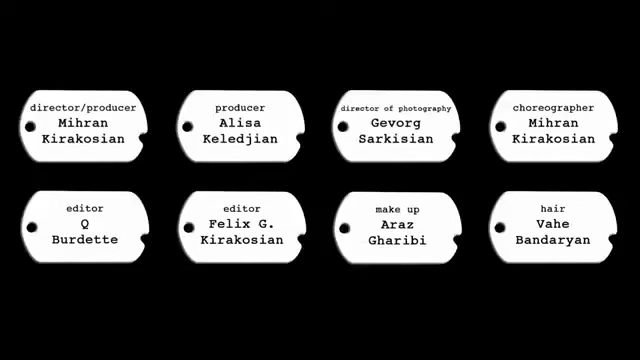 director/producer
Mihran
Kirakosian
producer
Alisa
Keledjian
director of photography
Gevorg
Sarkisian
choreographer
Mihran
Kirakosian
editor
Q
Burdette
editor
Felix G.
Kirakosian
make up
Araz
Gharibi
hair
Vahe
Bandaryan